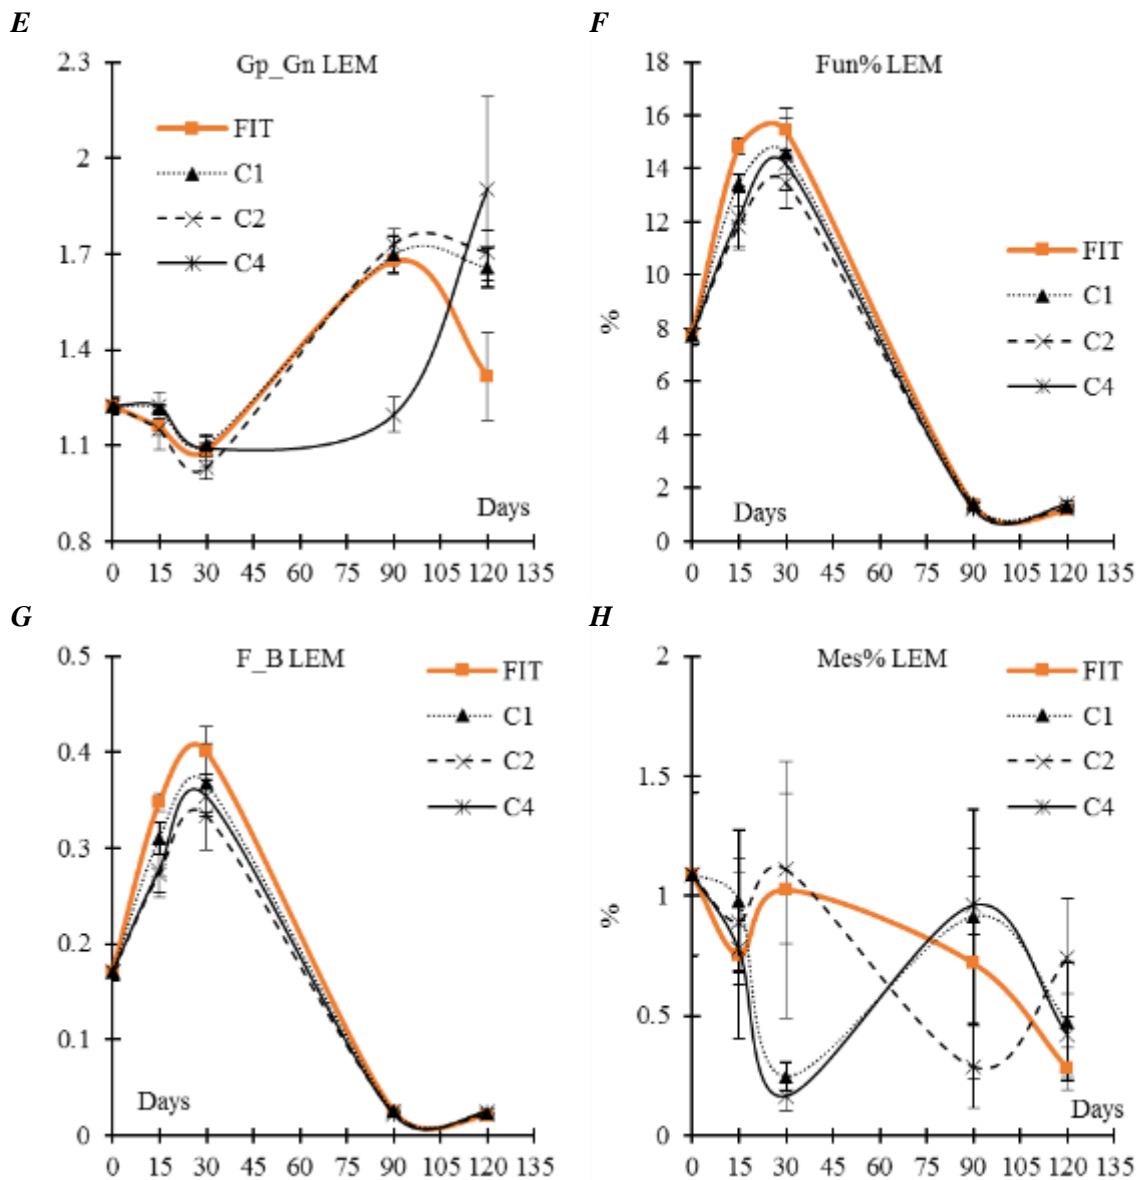 E
Gp_Gn LEM
2.3
2
1.7
1.4
1.1
0.8
FIT
C1
C2
C4
Days
0 15 30 45 60 75 90 105 120 135
F
Fun% LEM
%
18
16
14
12
10
8
6
4
2
0
FIT
C1
C2
C4
Days
0 15 30 45 60 75 90 105 120 135
G
F_B LEM
0.5
0.4
0.3
0.2
0.1
0
FIT
C1
C2
C4
Days
0 15 30 45 60 75 90 105 120 135
H
Mes% LEM
%
2
1.5
1
0.5
0
FIT
C1
C2
C4
Days
0 15 30 45 60 75 90 105 120 135